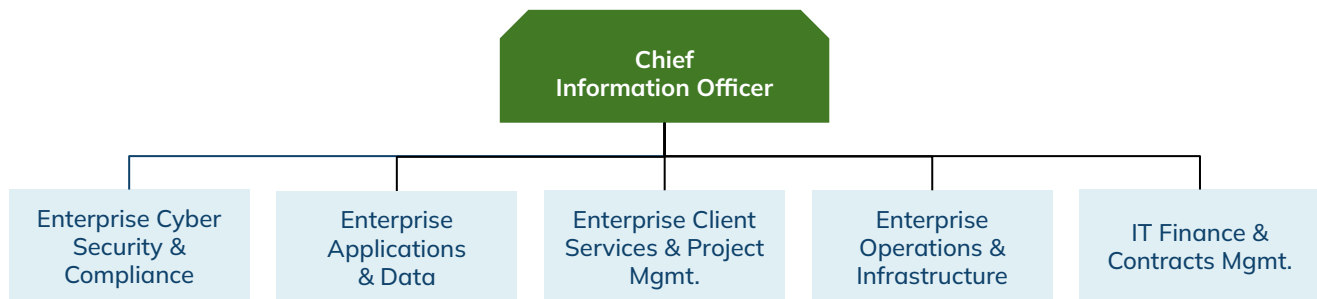 Chief
Information Officer
Enterprise Cyber
Security &
Compliance
Enterprise
Applications
& Data
Enterprise Client
Services & Project
Mgmt.
Enterprise
Operations &
Infrastructure
IT Finance &
Contracts Mgmt.